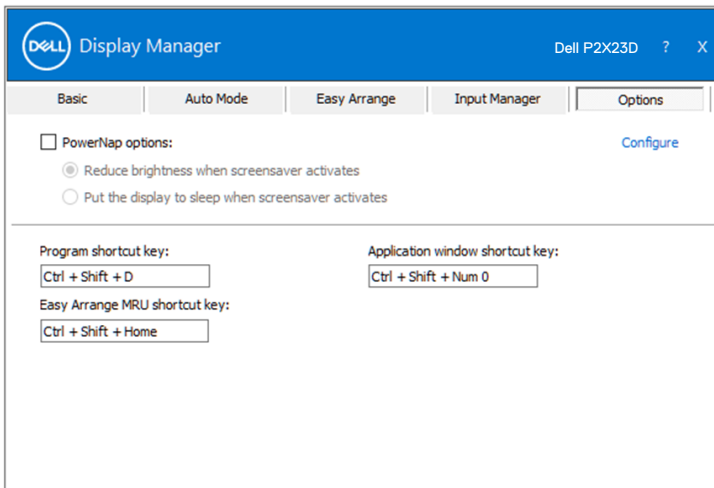 DELL Display Manager Dell P2X23D ? X
Basic Auto Mode Easy Arrange Input Manager Options
PowerNap options: Configure
Reduce brightness when screensaver activates
Put the display to sleep when screensaver activates
Program shortcut key: Application window shortcut key:
Ctrl + Shift + D Ctrl + Shift + Num 0
Easy Arrange MRU shortcut key:
Ctrl + Shift + Home